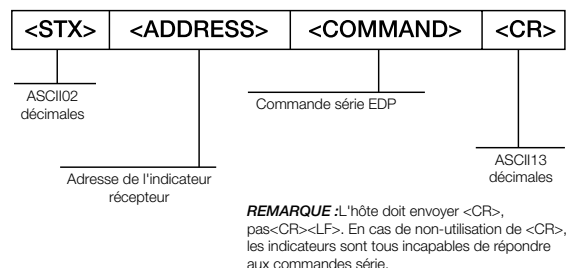 <STX> <ADDRESS> <COMMAND> <CR>
ASCII02
décimales
Commande série EDP
Adresse de l'indicateur
récepteur
ASCII13
décimales
REMARQUE :L'hôte doit envoyer <CR>,
pas<CR><LF>. En cas de non-utilisation de <CR>,
les indicateurs sont tous incapables de répondre
aux commandes série.